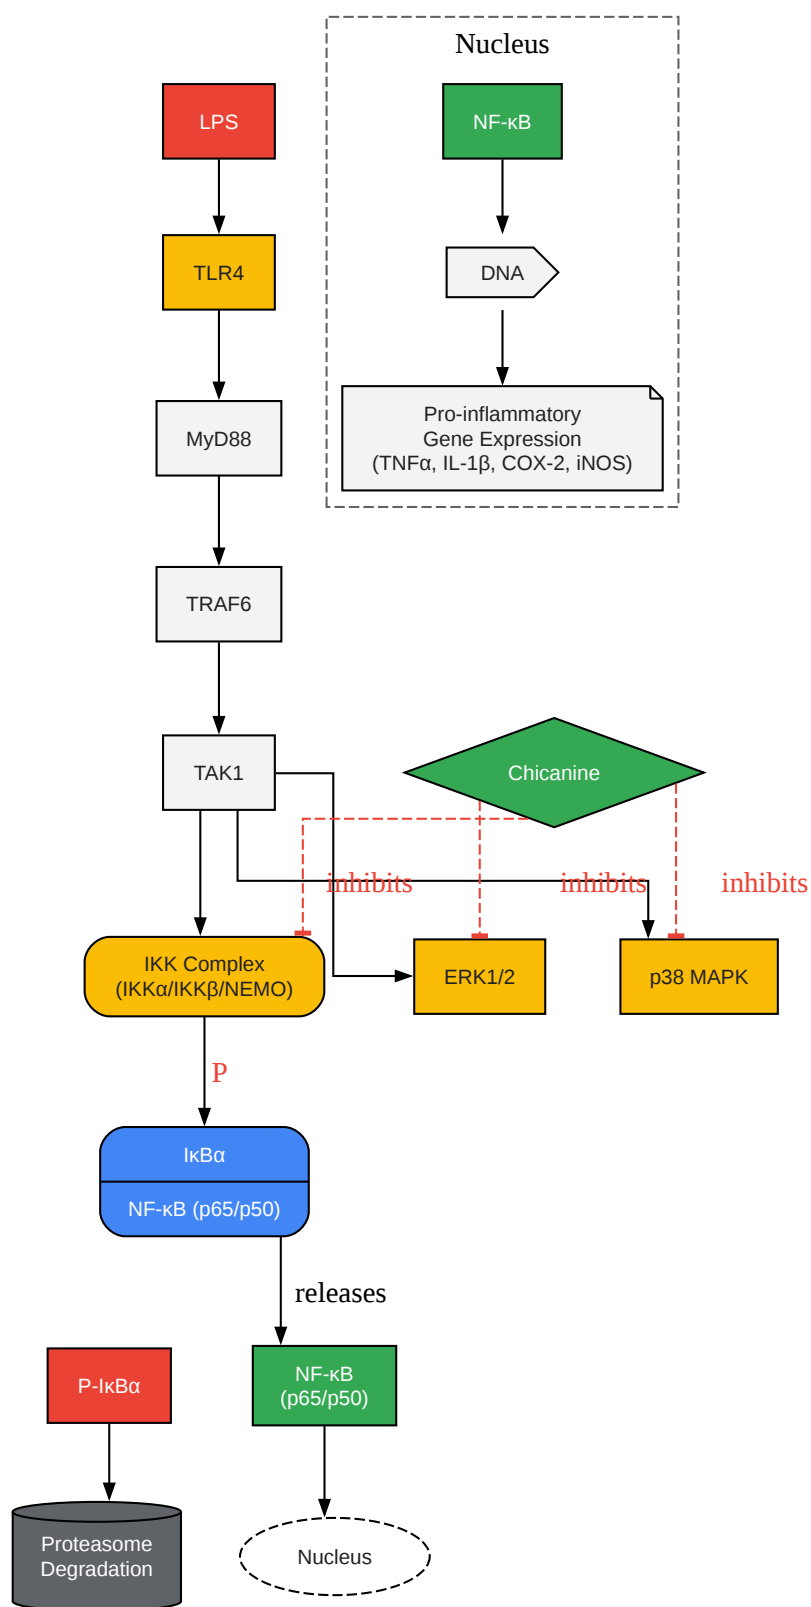 Nucleus
LPS
NF-κB
TLR4
DNA
MyD88
Pro-inflammatory
Gene Expression
(TNFα, IL-1β, COX-2, iNOS)
TRAF6
TAK1
Chicanine
inhibits
inhibits
inhibits
IKK Complex
(IKKα/IKKβ/NEMO)
ERK1/2
p38 MAPK
P
IκBα
NF-κB (p65/p50)
releases
P-IκBα
NF-κB
(p65/p50)
Proteasome
Degradation
Nucleus